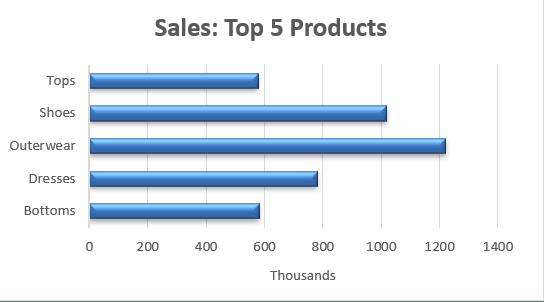 Sales: Top 5 Products
Tops
Shoes
Outerwear
Dresses
Bottoms
0 200 400 600 800 1000 1200 1400
Thousands